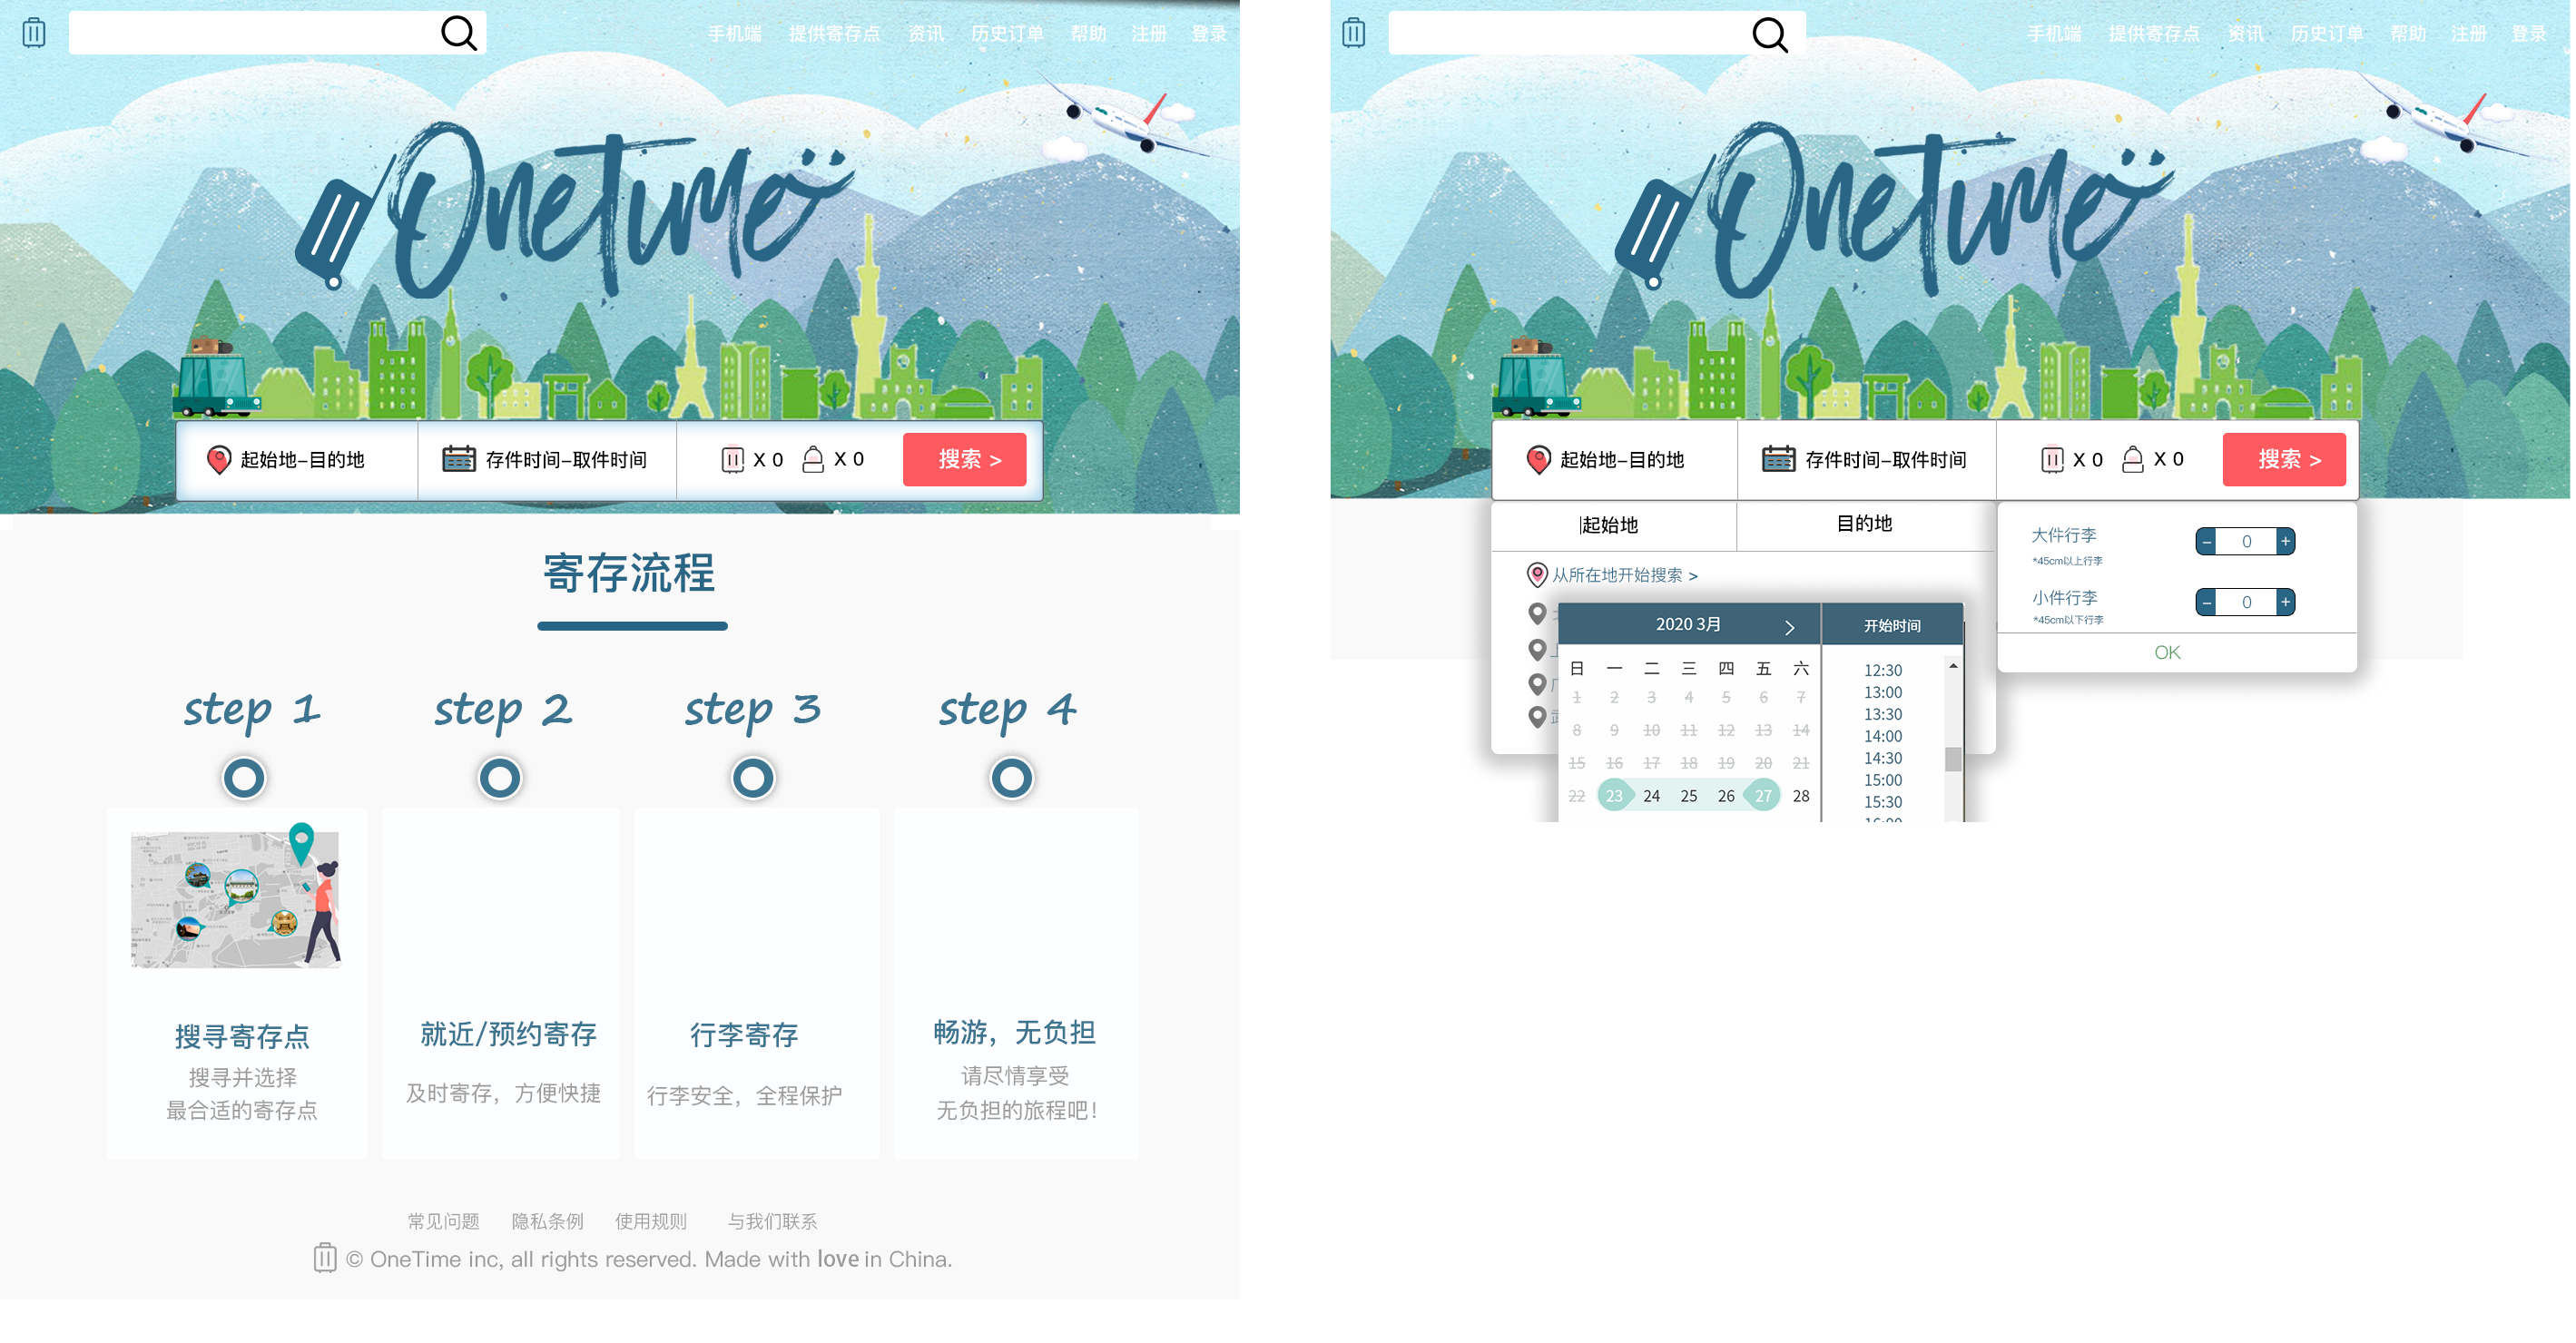 手机端 提供寄存点 资讯 历史订单 帮助 注册 登录
OneTime
起始地-目的地 存件时间-取件时间 X 0 X 0 搜索 >
寄存流程
step 1 step 2 step 3 step 4
搜寻寄存点
搜寻并选择
最合适的寄存点
就近/预约寄存
及时寄存，方便快捷
行李寄存
行李安全，全程保护
畅游，无负担
请尽情享受
无负担的旅程吧！
常见问题 隐私条例 使用规则 与我们联系
© OneTime inc, all rights reserved. Made with love in China.
手机端 提供寄存点 资讯 历史订单 帮助 注册 登录
OneTime
起始地-目的地 存件时间-取件时间 X 0 X 0 搜索 >
起始地 目的地
从所在地开始搜索 >
2020 3月 开始时间
日 一 二 三 四 五 六
1 2 3 4 5 6 7
8 9 10 11 12 13 14
15 16 17 18 19 20 21
22 23 24 25 26 27 28
12:30
13:00
13:30
14:00
14:30
15:00
15:30
大件行李 – 0 +
*45cm以上行李
小件行李 – 0 +
*45cm以下行李
OK